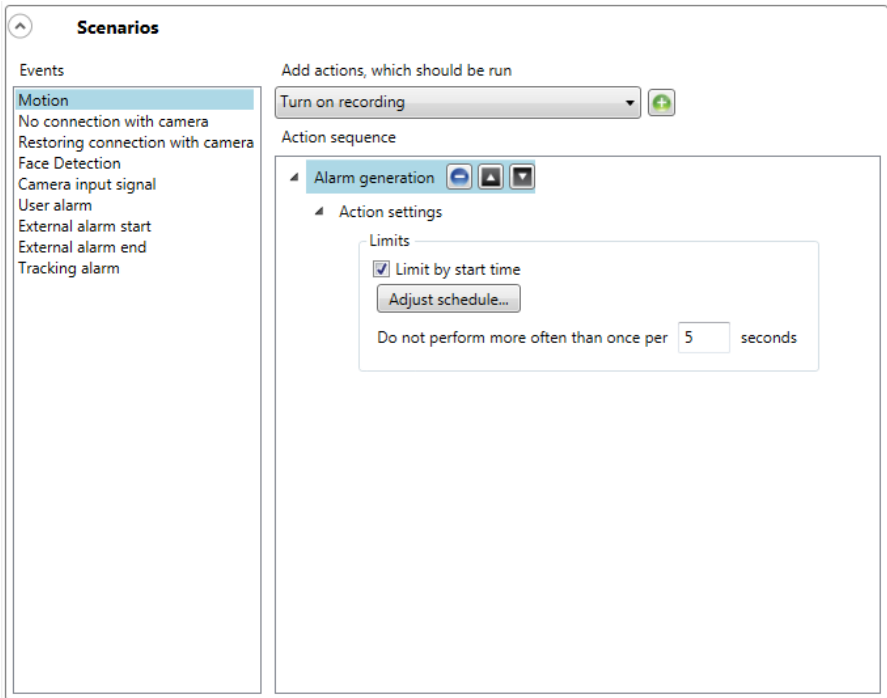 Scenarios
Events
Motion
No connection with camera
Restoring connection with camera
Face Detection
Camera input signal
User alarm
External alarm start
External alarm end
Tracking alarm
Add actions, which should be run
Turn on recording
Action sequence
Alarm generation
Action settings
Limits
Limit by start time
Adjust schedule...
Do not perform more often than once per 5 seconds